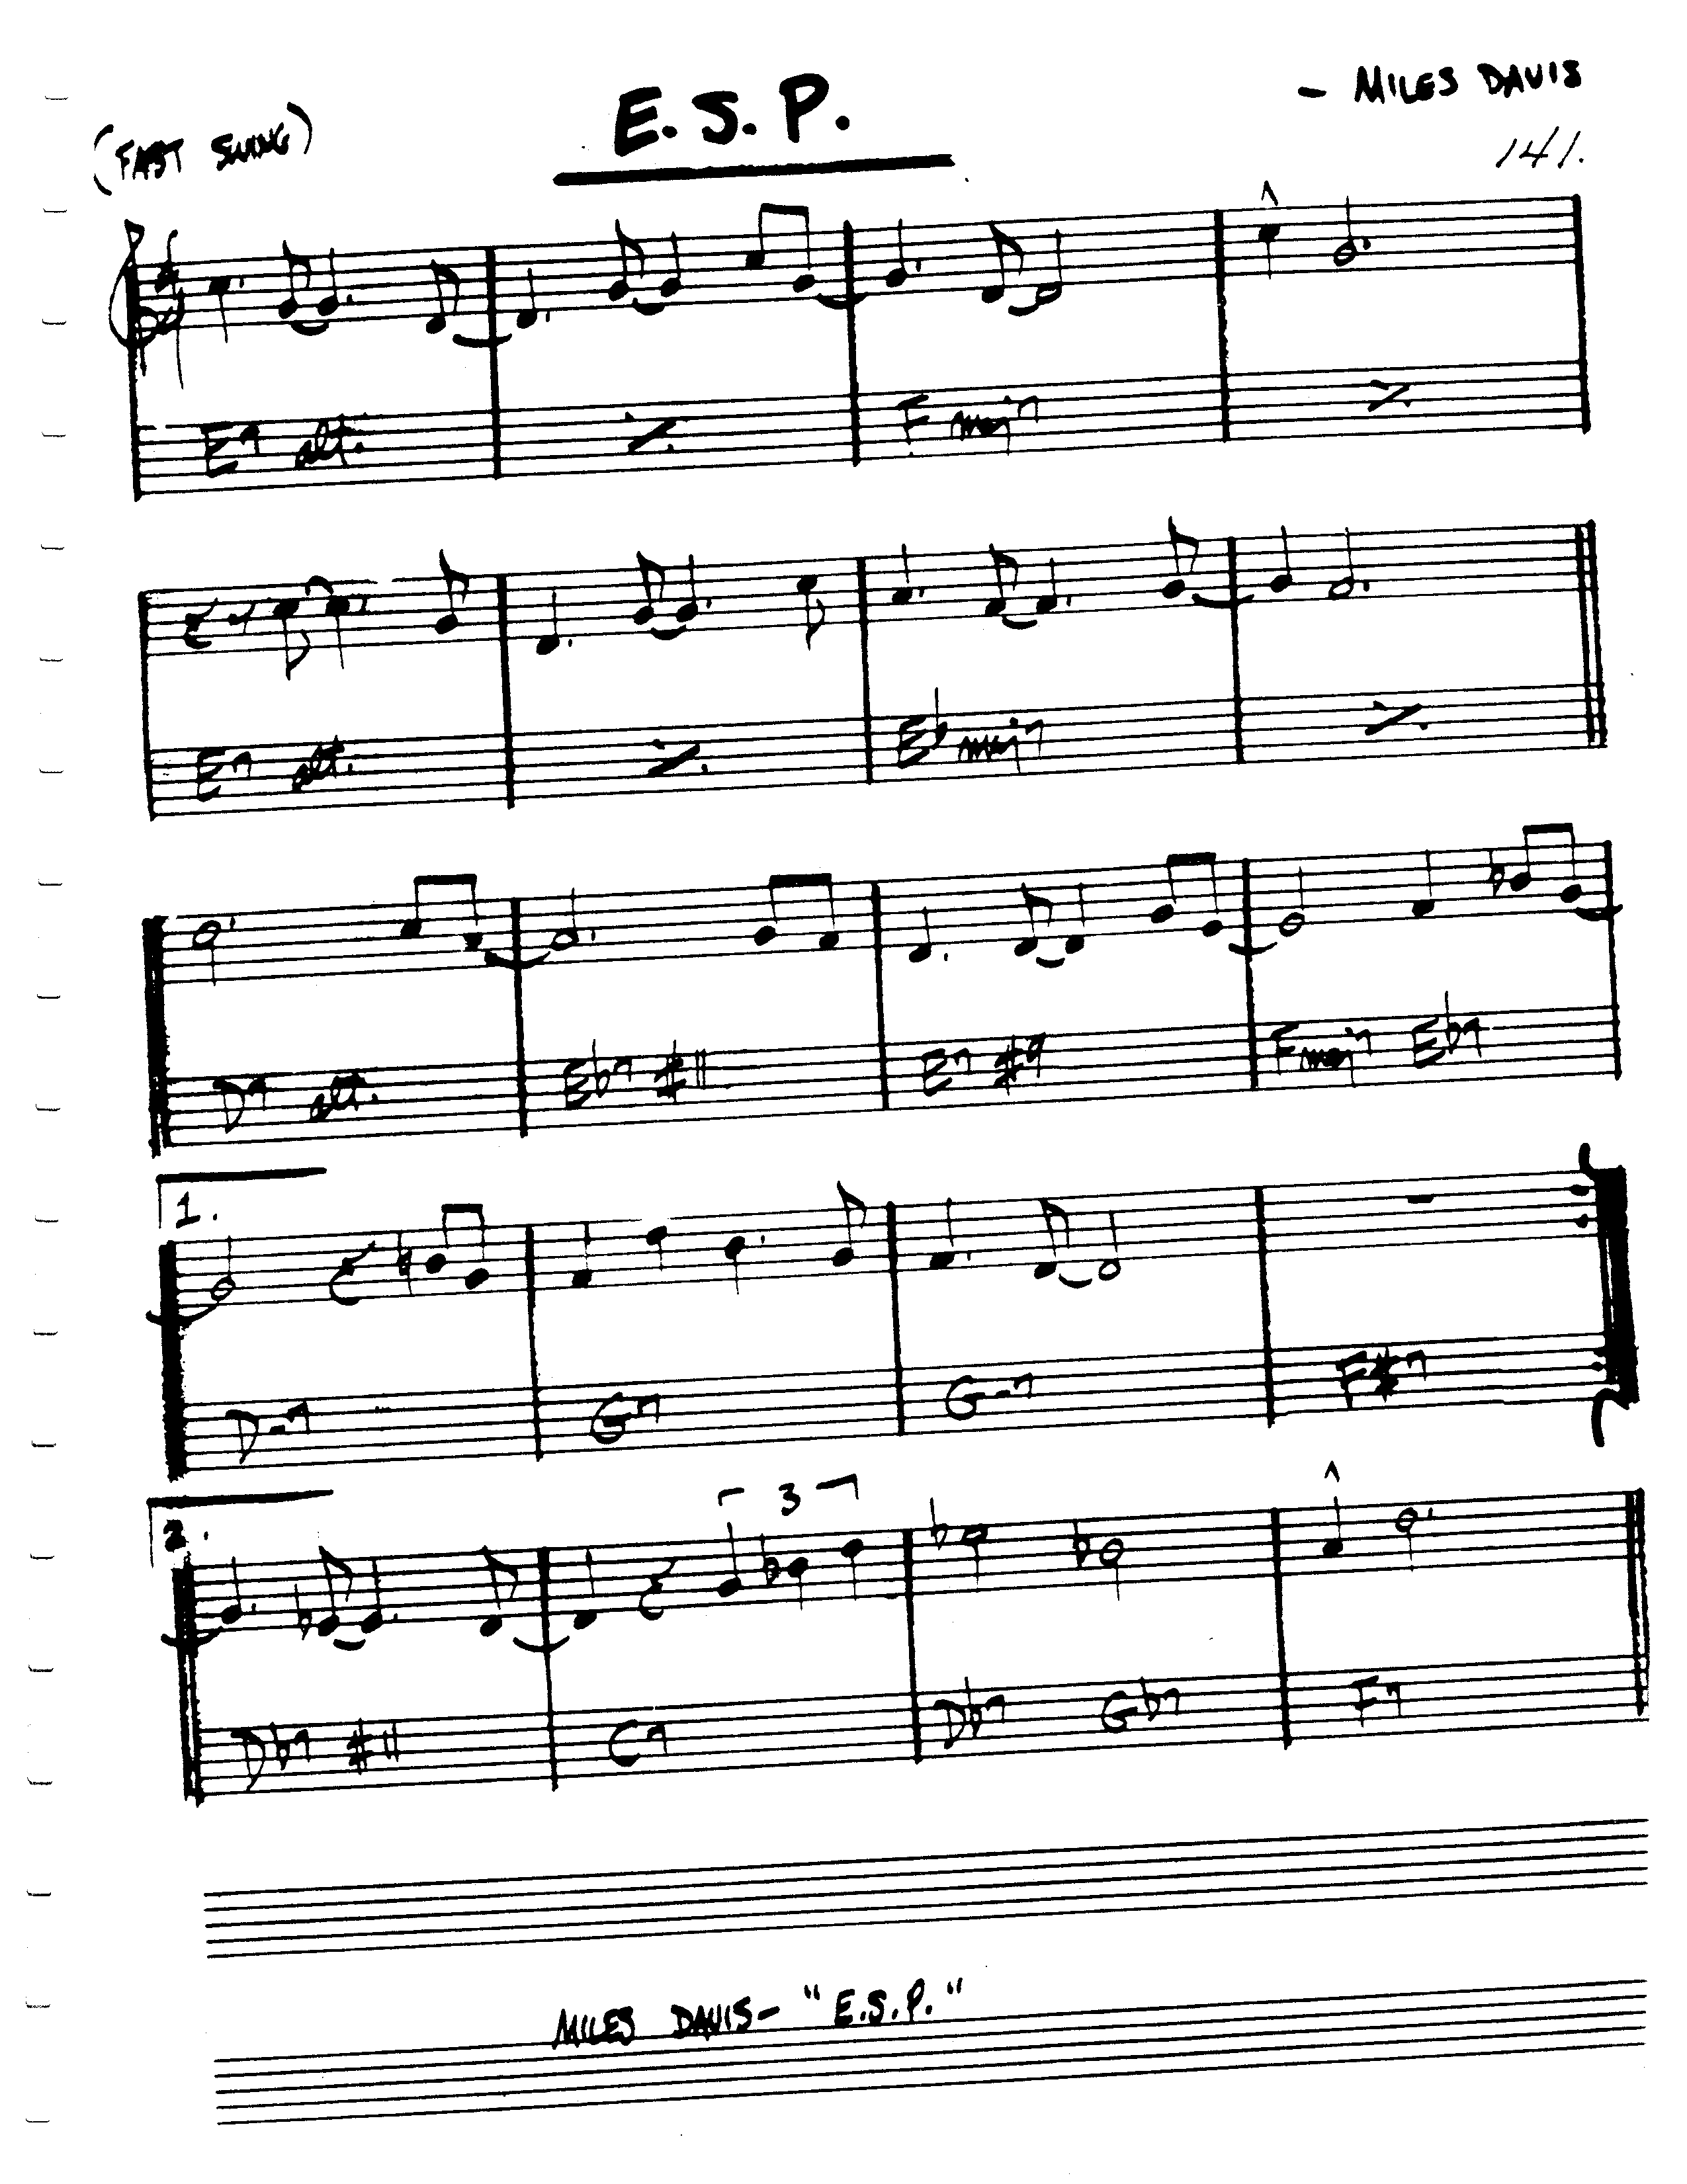 E. S. P.
- MILES DAVIS
(FAST SWING)
141.
E7 alt. ٪ F maj7 ٪
E7 alt. ٪ Eb maj7 ٪
D7 alt. Eb7 #11 E7 #9 Fmaj7 Eb7
1.
D-7 G7 G-7 F#7
2. 3
Db7 #11 C7 Db7 Gb7 F7
MILES DAVIS - "E.S.P."